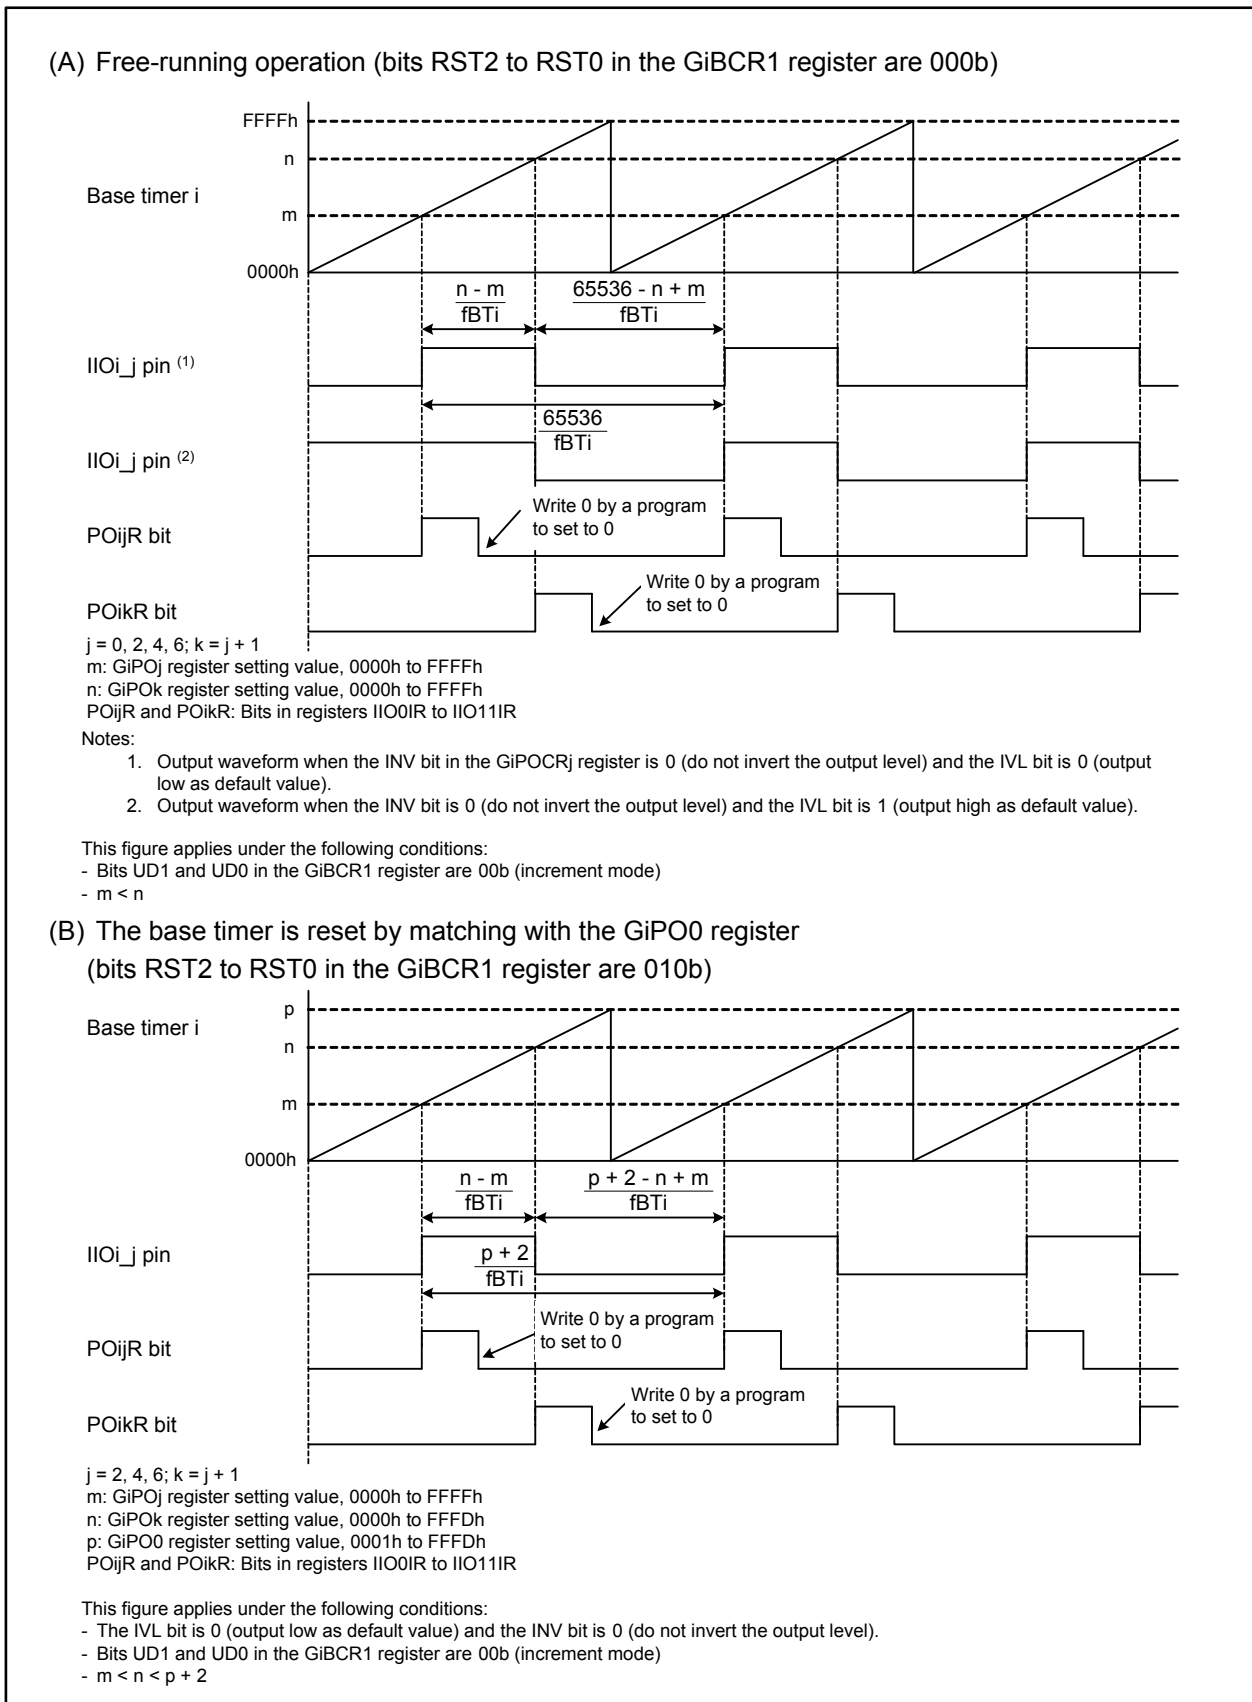 (A) Free-running operation (bits RST2 to RST0 in the GiBCR1 register are 000b)
FFFFh
n
Base timer i
m
0000h
n - m
fBTi
65536 - n + m
fBTi
IIOi_j pin (1)
65536
fBTi
IIOi_j pin (2)
Write 0 by a program
to set to 0
POijR bit
Write 0 by a program
to set to 0
POikR bit
j = 0, 2, 4, 6; k = j + 1
m: GiPOj register setting value, 0000h to FFFFh
n: GiPOk register setting value, 0000h to FFFFh
POijR and POikR: Bits in registers IIO0IR to IIO11IR
Notes:
1. Output waveform when the INV bit in the GiPOCRj register is 0 (do not invert the output level) and the IVL bit is 0 (output
low as default value).
2. Output waveform when the INV bit is 0 (do not invert the output level) and the IVL bit is 1 (output high as default value).
This figure applies under the following conditions:
- Bits UD1 and UD0 in the GiBCR1 register are 00b (increment mode)
- m < n
(B) The base timer is reset by matching with the GiPO0 register
(bits RST2 to RST0 in the GiBCR1 register are 010b)
p
Base timer i
n
m
0000h
n - m
fBTi
p + 2 - n + m
fBTi
IIOi_j pin
p + 2
fBTi
Write 0 by a program
to set to 0
POijR bit
Write 0 by a program
to set to 0
POikR bit
j = 2, 4, 6; k = j + 1
m: GiPOj register setting value, 0000h to FFFFh
n: GiPOk register setting value, 0000h to FFFDh
p: GiPO0 register setting value, 0001h to FFFDh
POijR and POikR: Bits in registers IIO0IR to IIO11IR
This figure applies under the following conditions:
- The IVL bit is 0 (output low as default value) and the INV bit is 0 (do not invert the output level).
- Bits UD1 and UD0 in the GiBCR1 register are 00b (increment mode)
- m < n < p + 2